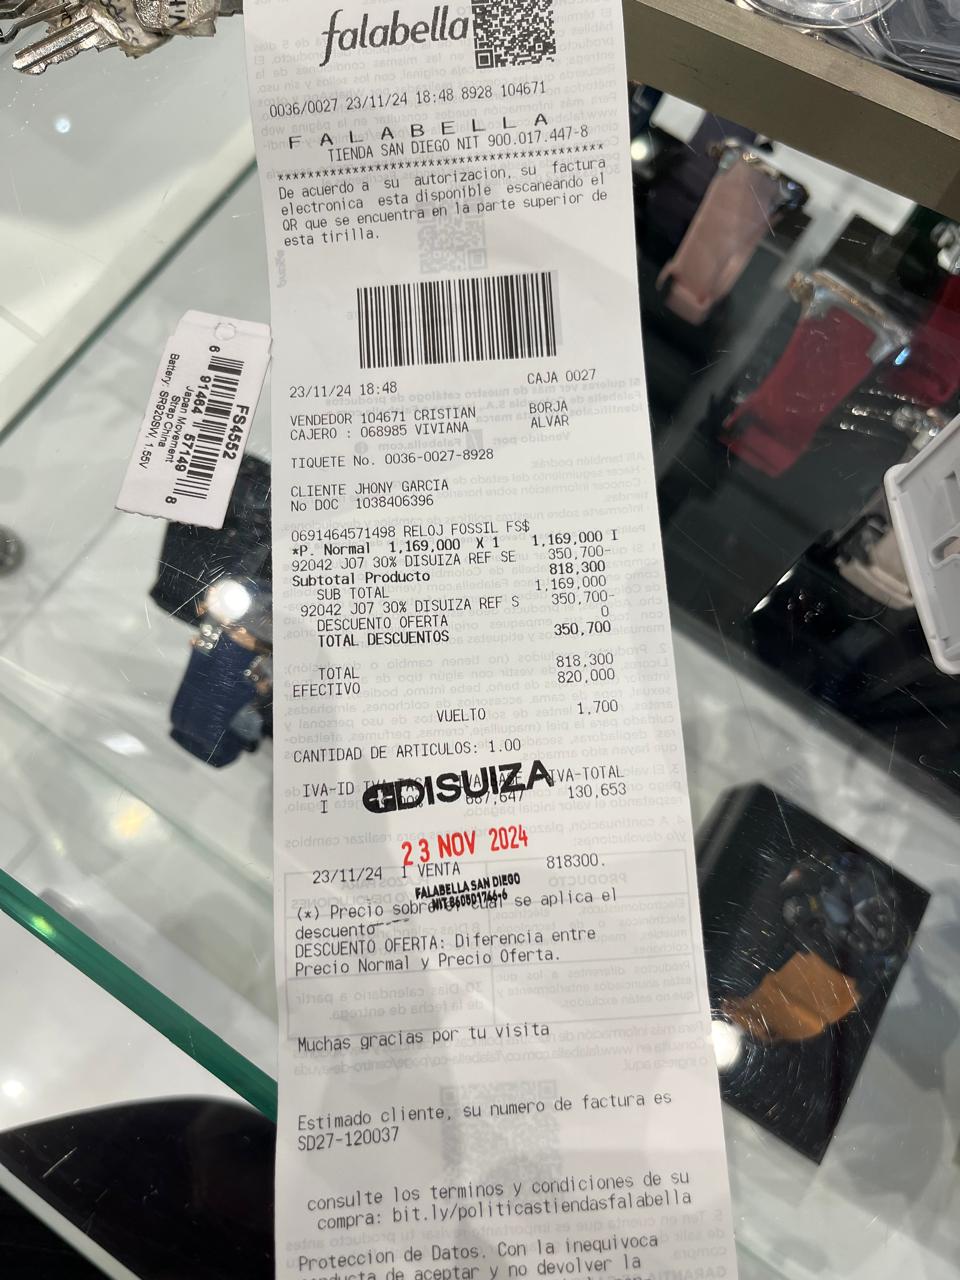 falabella
0036/0027 23/11/24 18:48 8928 104671
F A L A B E L L A
TIENDA SAN DIEGO NIT 900.017.447-8
******************************************
De acuerdo a su autorizacion, su factura
electronica esta disponible escaneando el
QR que se encuentra en la parte superior de
esta tirilla.
23/11/24 18:48 CAJA 0027
VENDEDOR 104671 CRISTIAN BORJA
CAJERO : 068985 VIVIANA ALVAR
TIQUETE No. 0036-0027-8928
CLIENTE JHONY GARCIA
No DOC 1038406396
0691464571498 RELOJ FOSSIL FS$
*P. Normal 1,169,000 X 1 1,169,000 I
92042 J07 30% DISUIZA REF SE 350,700-
Subtotal Producto 818,300
SUB TOTAL 1,169,000
92042 J07 30% DISUIZA REF S 350,700-
DESCUENTO OFERTA 0
TOTAL DESCUENTOS 350,700
TOTAL 818,300
EFECTIVO 820,000
VUELTO 1,700
CANTIDAD DE ARTICULOS: 1.00
IVA-ID IVA-TOTAL
I 687,647 130,653
DISUIZA
23 NOV 2024
23/11/24 1 VENTA 818300.
FALABELLA SAN DIEGO
(*) Precio sobre el cual se aplica el
descuento
DESCUENTO OFERTA: Diferencia entre
Precio Normal y Precio Oferta.
Muchas gracias por tu visita
Estimado cliente, su numero de factura es
SD27-120037
consulte los terminos y condiciones de su
compra: bit.ly/politicastiendasfalabella
Proteccion de Datos. Con la inequivoca
conducta de aceptar y no devolver la
FS4552
6 91464 57149 8
Japan Movement
Strap China
Battery: SR920SW, 1.55V